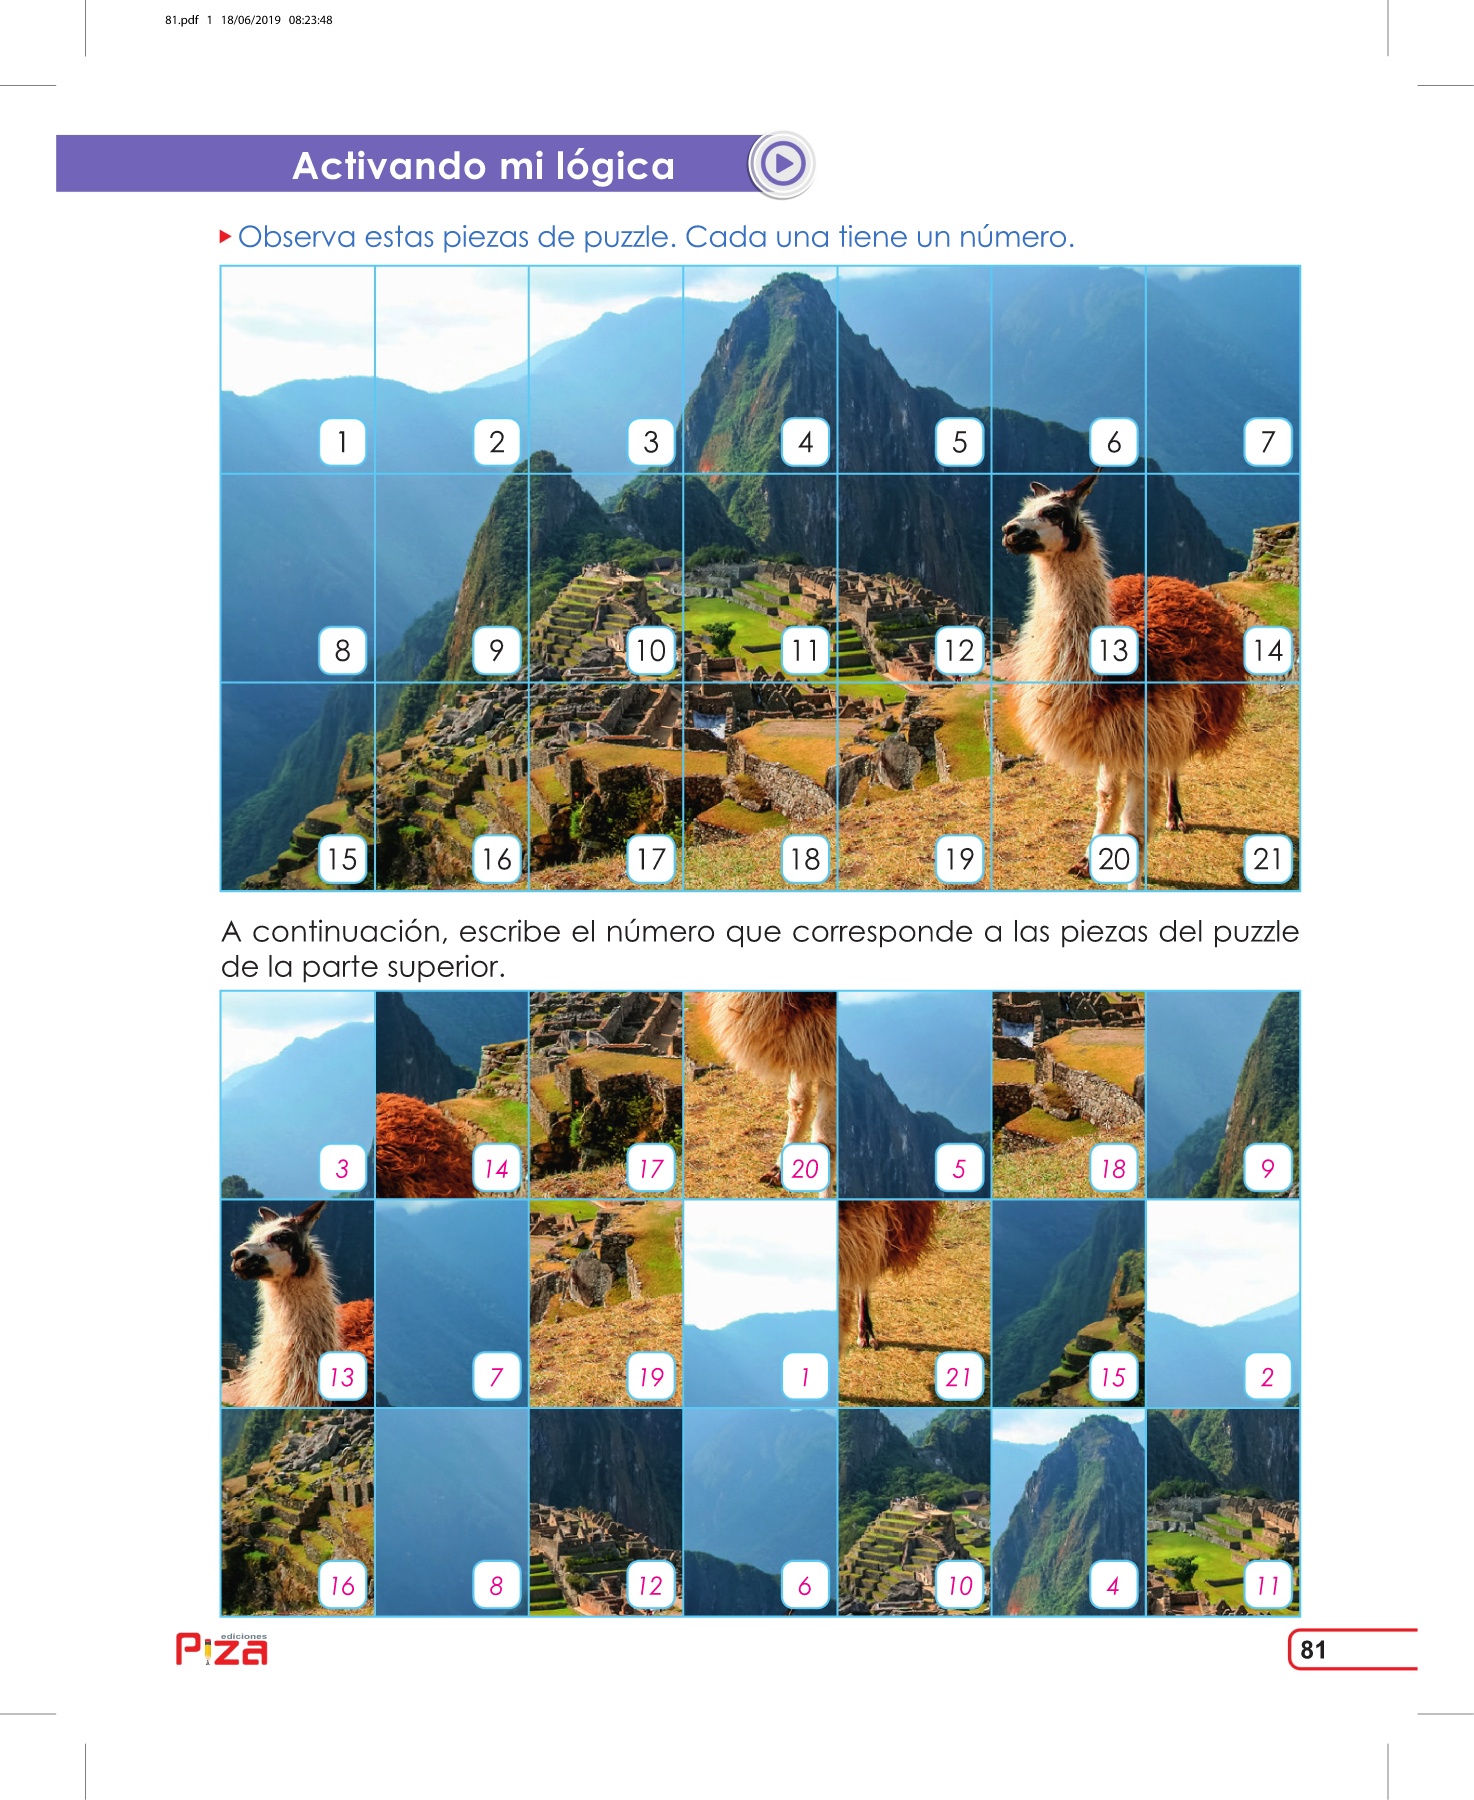 81.pdf 1 18/06/2019 08:23:48
Activando mi lógica
Observa estas piezas de puzzle. Cada una tiene un número.
1 2 3 4 5 6 7
8 9 10 11 12 13 14
15 16 17 18 19 20 21
A continuación, escribe el número que corresponde a las piezas del puzzle
de la parte superior.
3 14 17 20 5 18 9
13 7 19 1 21 15 2
16 8 12 6 10 4 11
ediciones
Piza
81